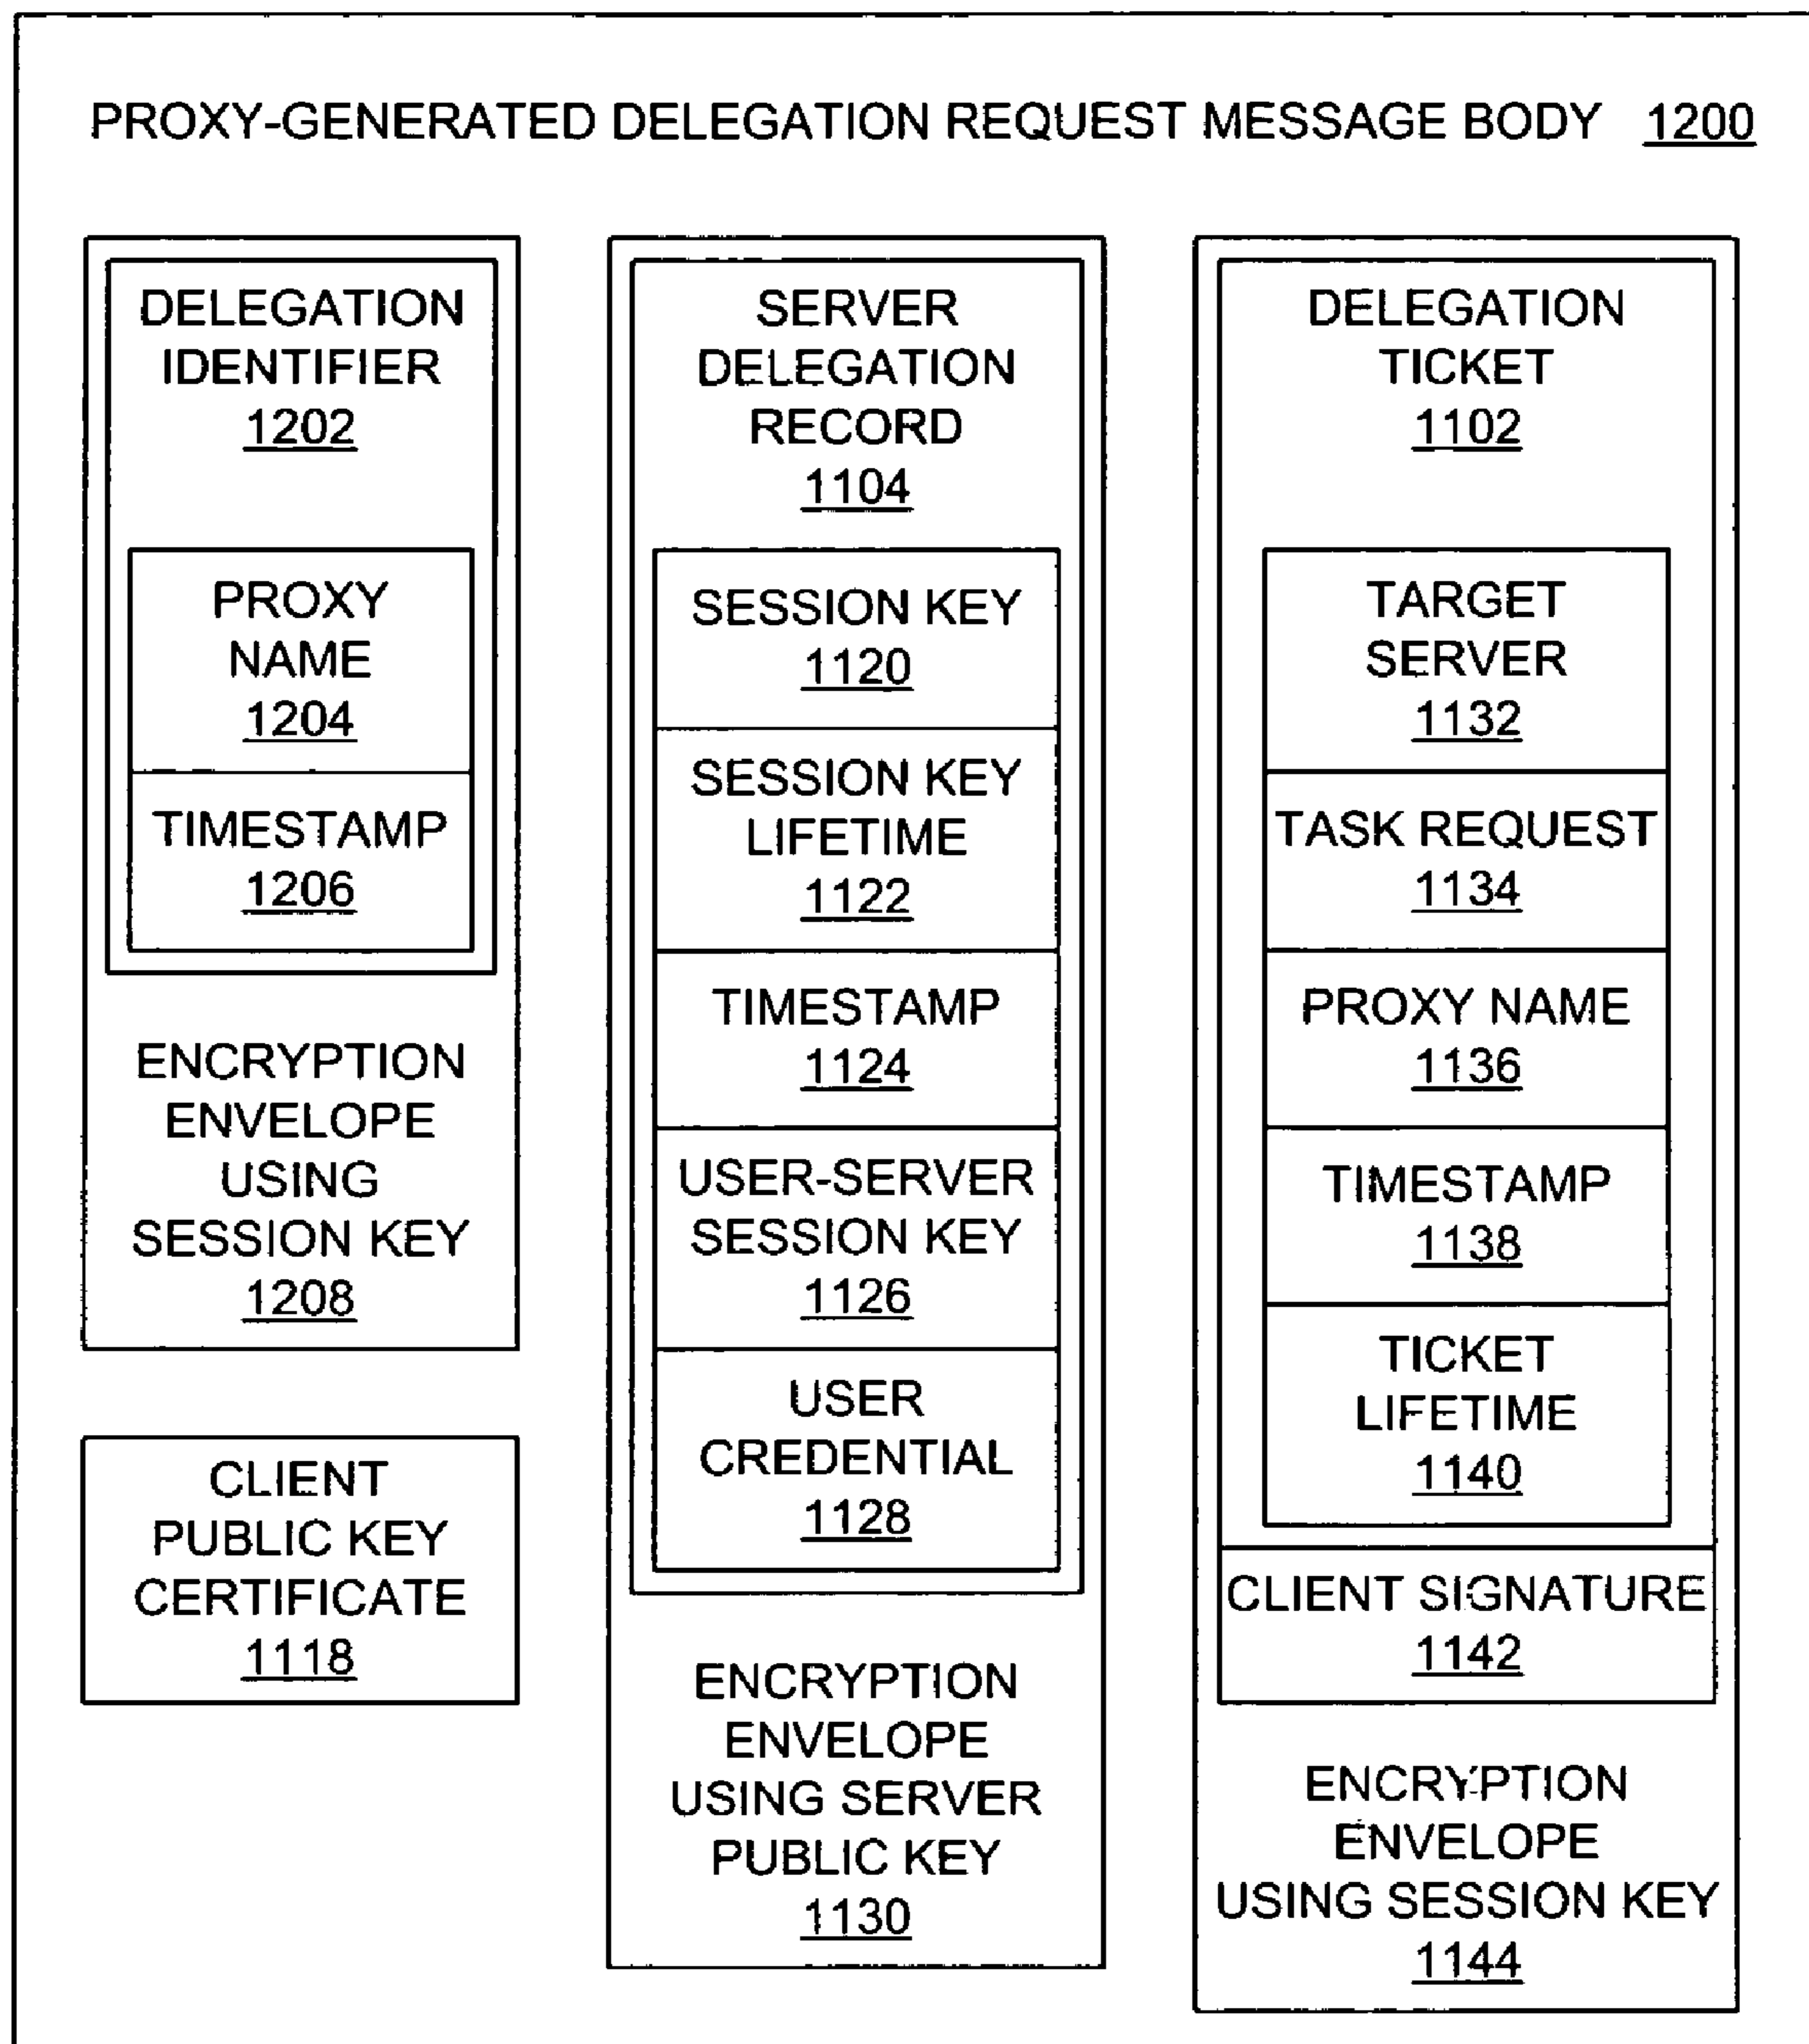 PROXY-GENERATED DELEGATION REQUEST MESSAGE BODY 1200
DELEGATION
IDENTIFIER
1202
PROXY
NAME
1204
TIMESTAMP
1206
ENCRYPTION
ENVELOPE
USING
SESSION KEY
1208
CLIENT
PUBLIC KEY
CERTIFICATE
1118
SERVER
DELEGATION
RECORD
1104
SESSION KEY
1120
SESSION KEY
LIFETIME
1122
TIMESTAMP
1124
USER-SERVER
SESSION KEY
1126
USER
CREDENTIAL
1128
ENCRYPTION
ENVELOPE
USING SERVER
PUBLIC KEY
1130
DELEGATION
TICKET
1102
TARGET
SERVER
1132
TASK REQUEST
1134
PROXY NAME
1136
TIMESTAMP
1138
TICKET
LIFETIME
1140
CLIENT SIGNATURE
1142
ENCRYPTION
ENVELOPE
USING SESSION KEY
1144